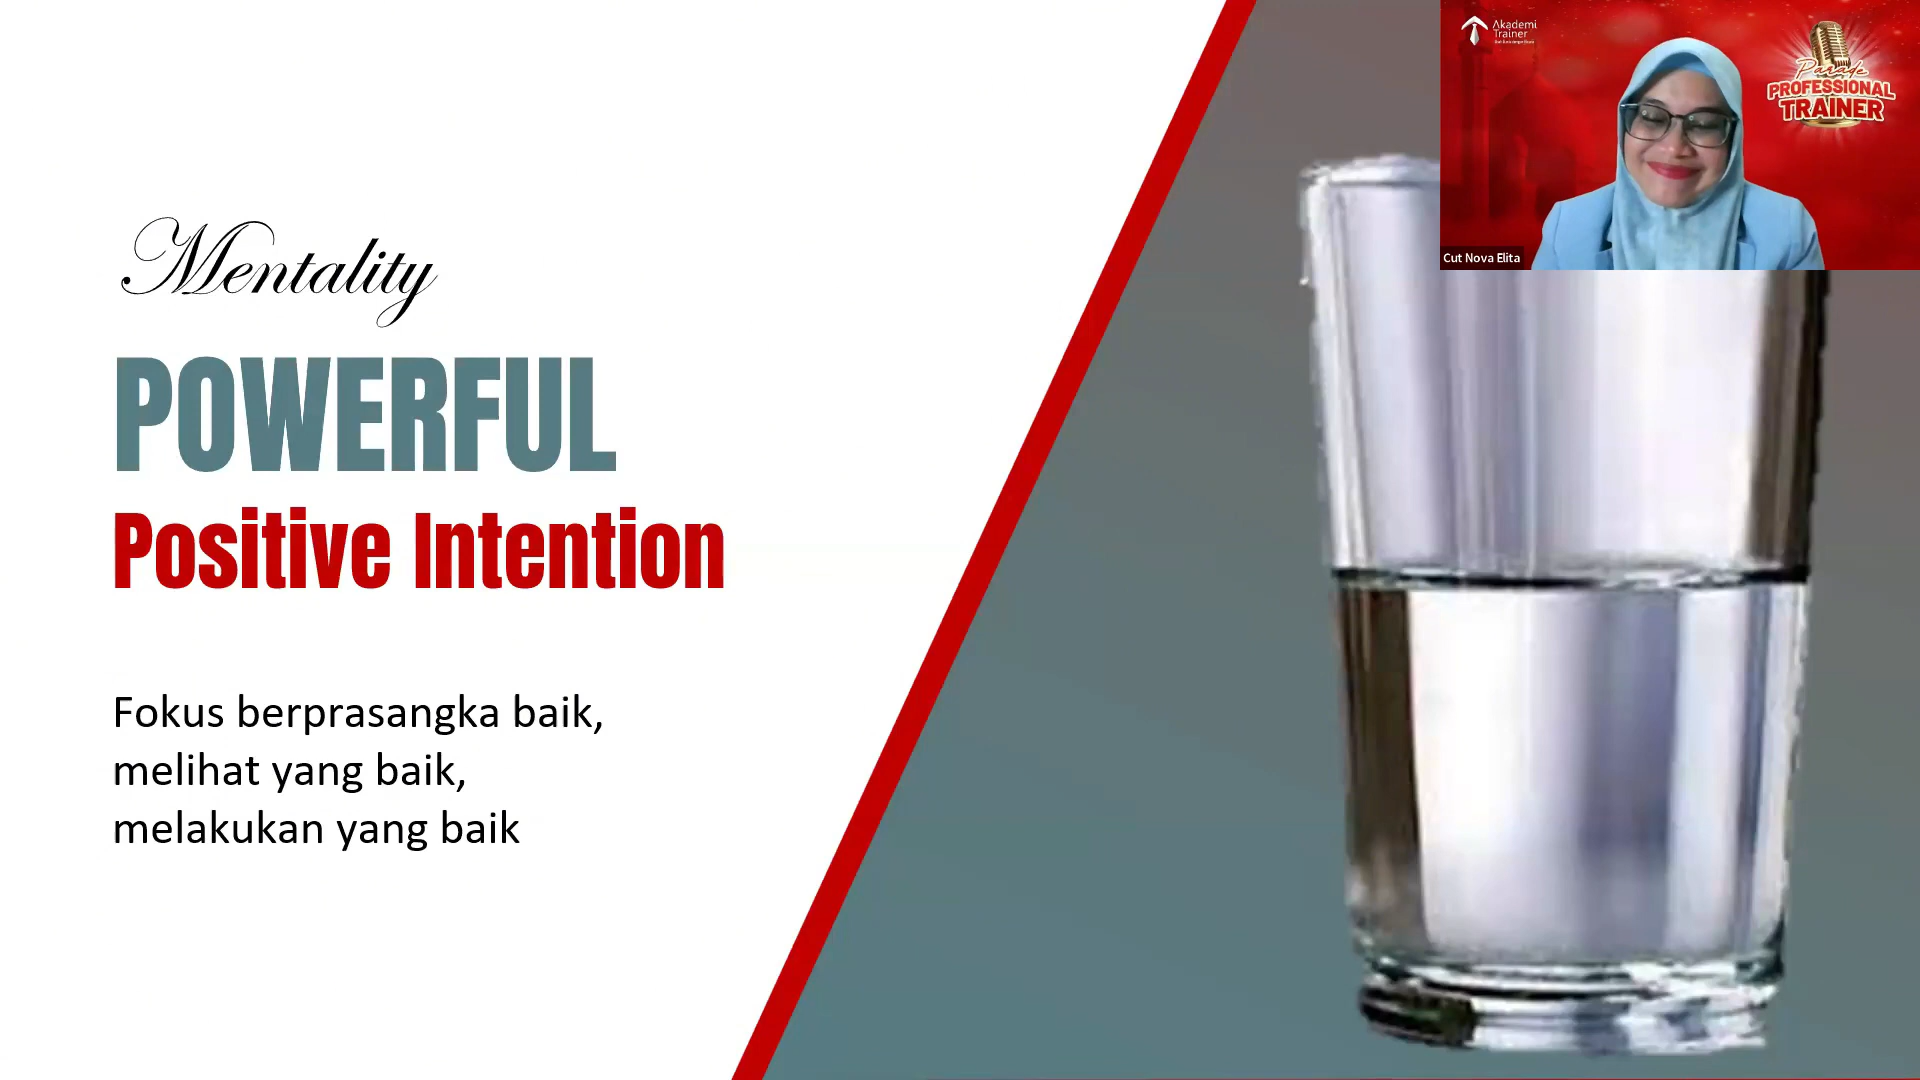 Mentality
POWERFUL
Positive Intention
Fokus berprasangka baik,
melihat yang baik,
melakukan yang baik
Akademi
Trainer
Parade
PROFESSIONAL
TRAINER
Cut Nova Elita